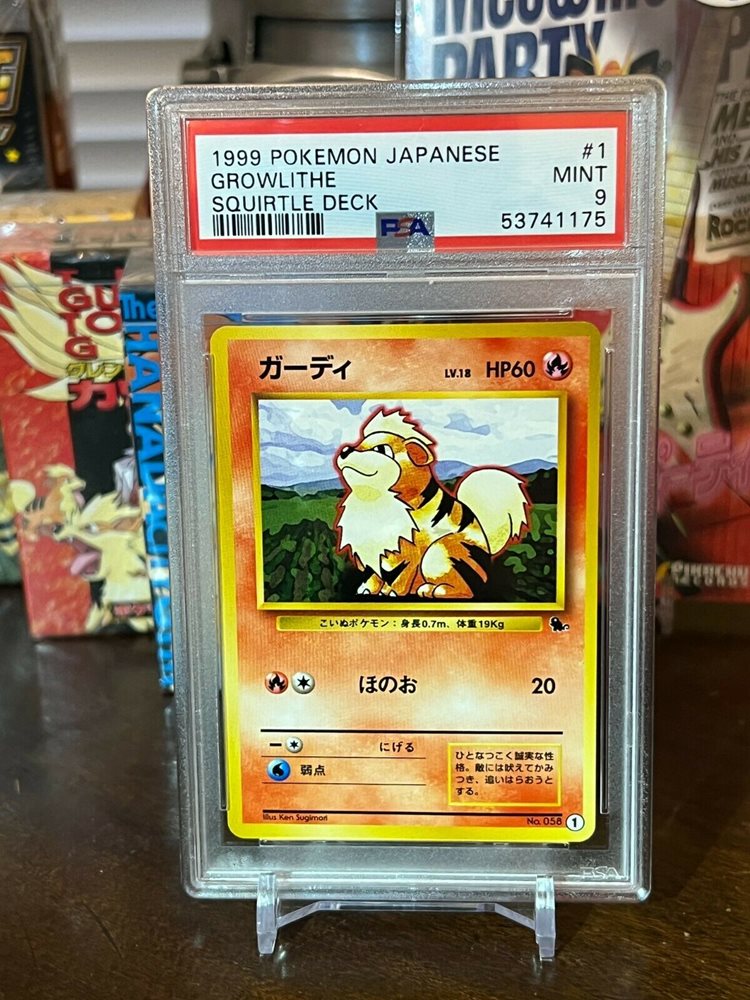 1999 POKEMON JAPANESE #1
GROWLITHE MINT
SQUIRTLE DECK 9
PSA 53741175
ガーディ LV.18 HP60
こいぬポケモン：身長0.7m、体重19Kg
ほのお 20
にげる
弱点
ひとなつこく誠実な性
格。敵には吠えてかみ
つき、追いはらおうと
する。
Illus Ken Sugimori
No. 058 1
PSA
PARTY
The